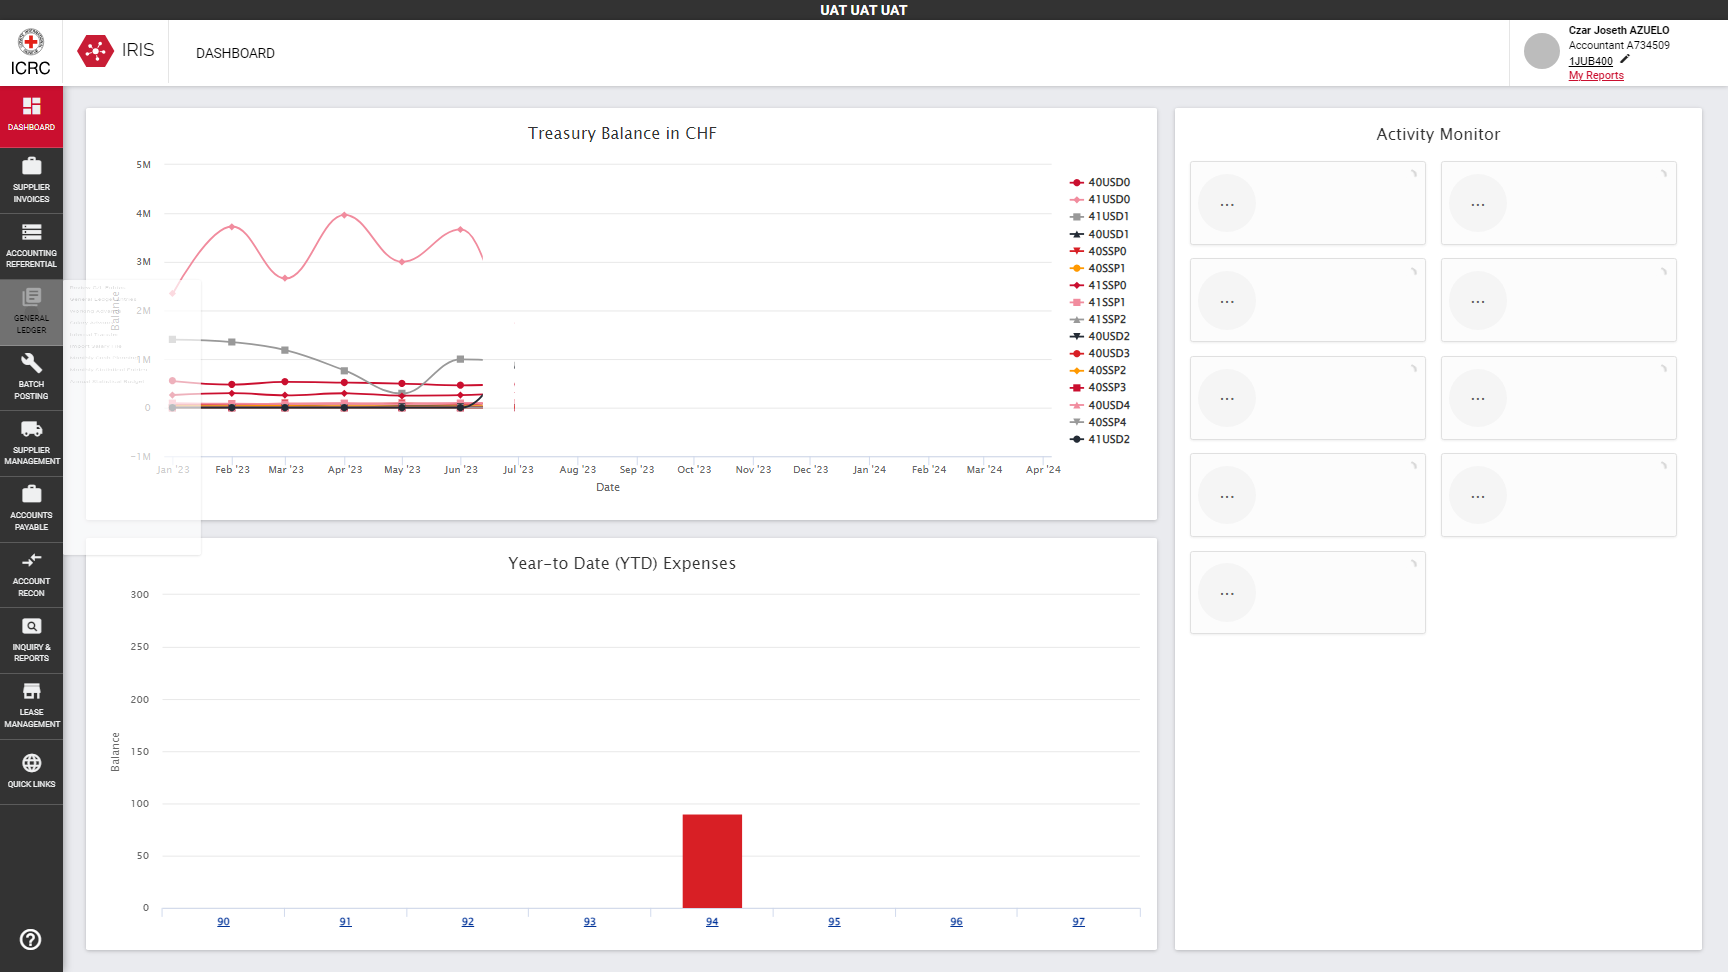 UAT UAT UAT
ICRC
IRIS
DASHBOARD
Czar Joseth AZUELO
Accountant A734509
1JUB400
My Reports
DASHBOARD
SUPPLIER
INVOICES
ACCOUNTING
REFERENTIAL
GENERAL
LEDGER
BATCH
POSTING
SUPPLIER
MANAGEMENT
ACCOUNTS
PAYABLE
ACCOUNT
RECON
INQUIRY &
REPORTS
LEASE
MANAGEMENT
QUICK LINKS
Treasury Balance in CHF
5M
4M
3M
2M
1M
0
−1M
Balance
Jan '23
Feb '23
Mar '23
Apr '23
May '23
Jun '23
Jul '23
Aug '23
Sep '23
Oct '23
Nov '23
Dec '23
Jan '24
Feb '24
Mar '24
Apr '24
Date
40USD0
41USD0
41USD1
40USD1
40SSP0
40SSP1
41SSP0
41SSP1
41SSP2
40USD2
40USD3
40SSP2
40SSP3
40USD4
40SSP4
41USD2
Year-to Date (YTD) Expenses
300
250
200
150
100
50
0
Balance
90
91
92
93
94
95
96
97
Activity Monitor
...
...
...
...
...
...
...
...
...